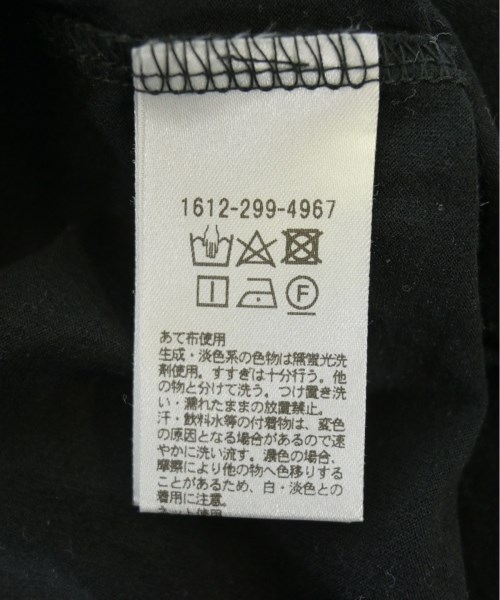 1612-299-4967
F
あて布使用
生成・淡色系の色物は無蛍光洗
剤使用。すすぎは十分行う。他
の物と分けて洗う。つけ置き洗
い・濡れたままの放置禁止。
汗・飲料水等の付着物は、変色
の原因となる場合があるので速
やかに洗い流す。濃色の場合、
摩擦により他の物へ色移りする
ことがあるため、白・淡色との
着用に注意。
ネット使用